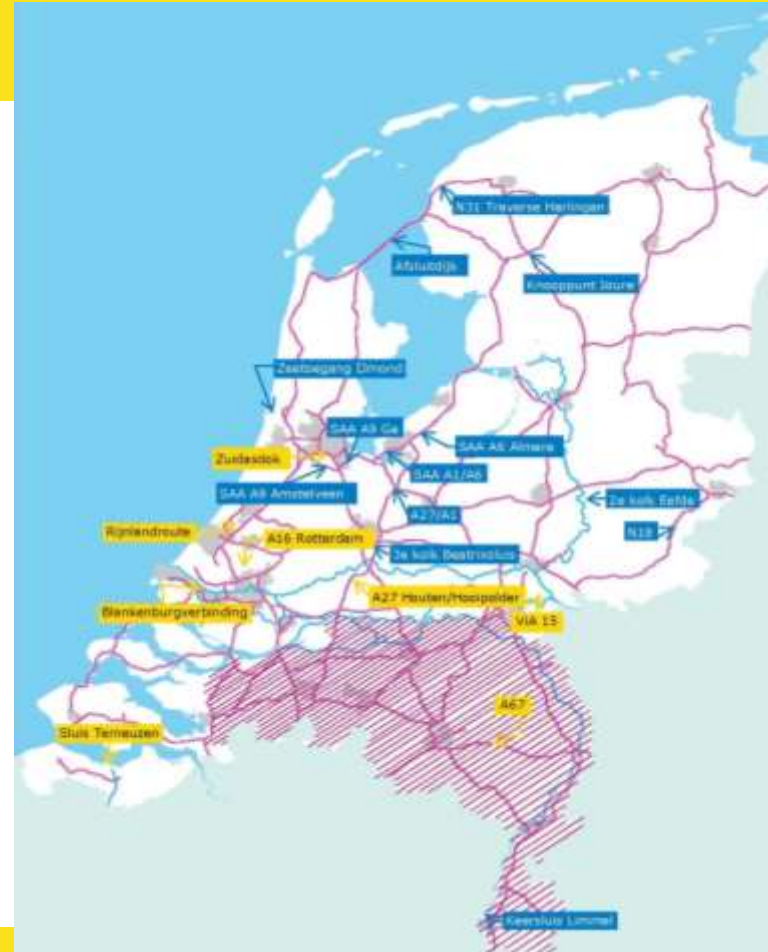 N31 Traverse Harlingen
Afsluitdijk
Knooppunt Joure
Zeetoegang IJmond
SAA A9 Ga
Zuidasdok
SAA A6 Almere
SAA A1/A6
SAA A9 Amstelveen
2e kolk Eefde
A27/A1
Rijnlandroute
N18
A16 Rotterdam
3e kolk Beatrixsluis
A27 Houten/Hooipolder
Blankenburgverbinding
ViA 15
A67
Sluis Terneuzen
Keersluis Limmel